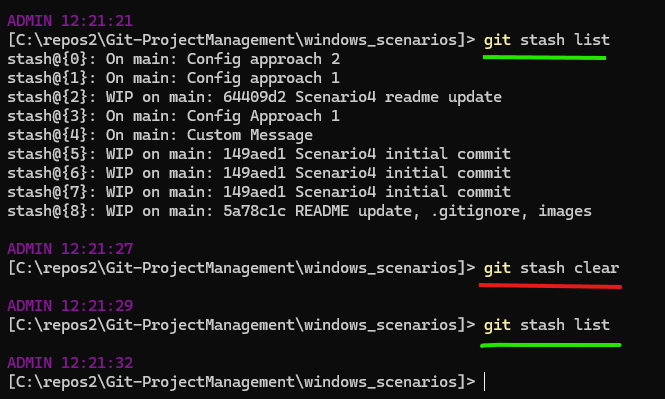 ADMIN 12:21:21
[C:\repos2\Git-ProjectManagement\windows_scenarios]> git stash list
stash@{0}: On main: Config approach 2
stash@{1}: On main: Config approach 1
stash@{2}: WIP on main: 64409d2 Scenario4 readme update
stash@{3}: On main: Config Approach 1
stash@{4}: On main: Custom Message
stash@{5}: WIP on main: 149aed1 Scenario4 initial commit
stash@{6}: WIP on main: 149aed1 Scenario4 initial commit
stash@{7}: WIP on main: 149aed1 Scenario4 initial commit
stash@{8}: WIP on main: 5a78c1c README update, .gitignore, images
ADMIN 12:21:27
[C:\repos2\Git-ProjectManagement\windows_scenarios]> git stash clear
ADMIN 12:21:29
[C:\repos2\Git-ProjectManagement\windows_scenarios]> git stash list
ADMIN 12:21:32
[C:\repos2\Git-ProjectManagement\windows_scenarios]>